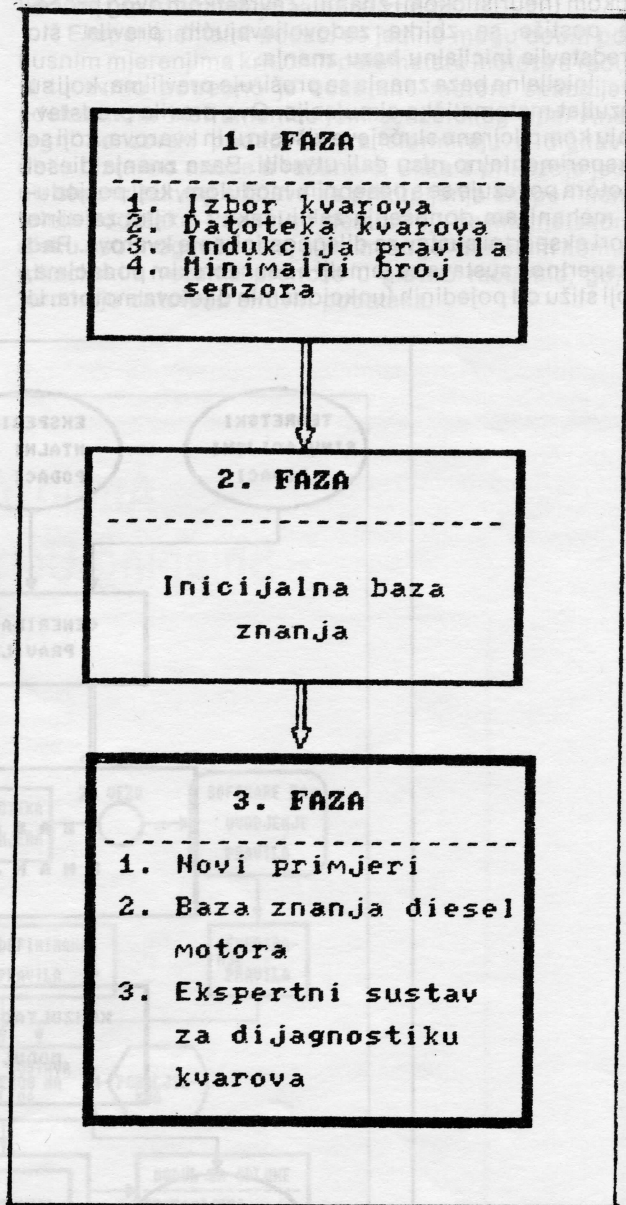 1. FAZA
1. Izbor kvarova
2. Datoteka kvarova
3. Indukcija pravila
4. Minimalni broj
senzora
2. FAZA
Inicijalna baza
znanja
3. FAZA
1. Novi primjeri
2. Baza znanja diesel
motora
3. Ekspertni sustav
za dijagnostiku
kvarova